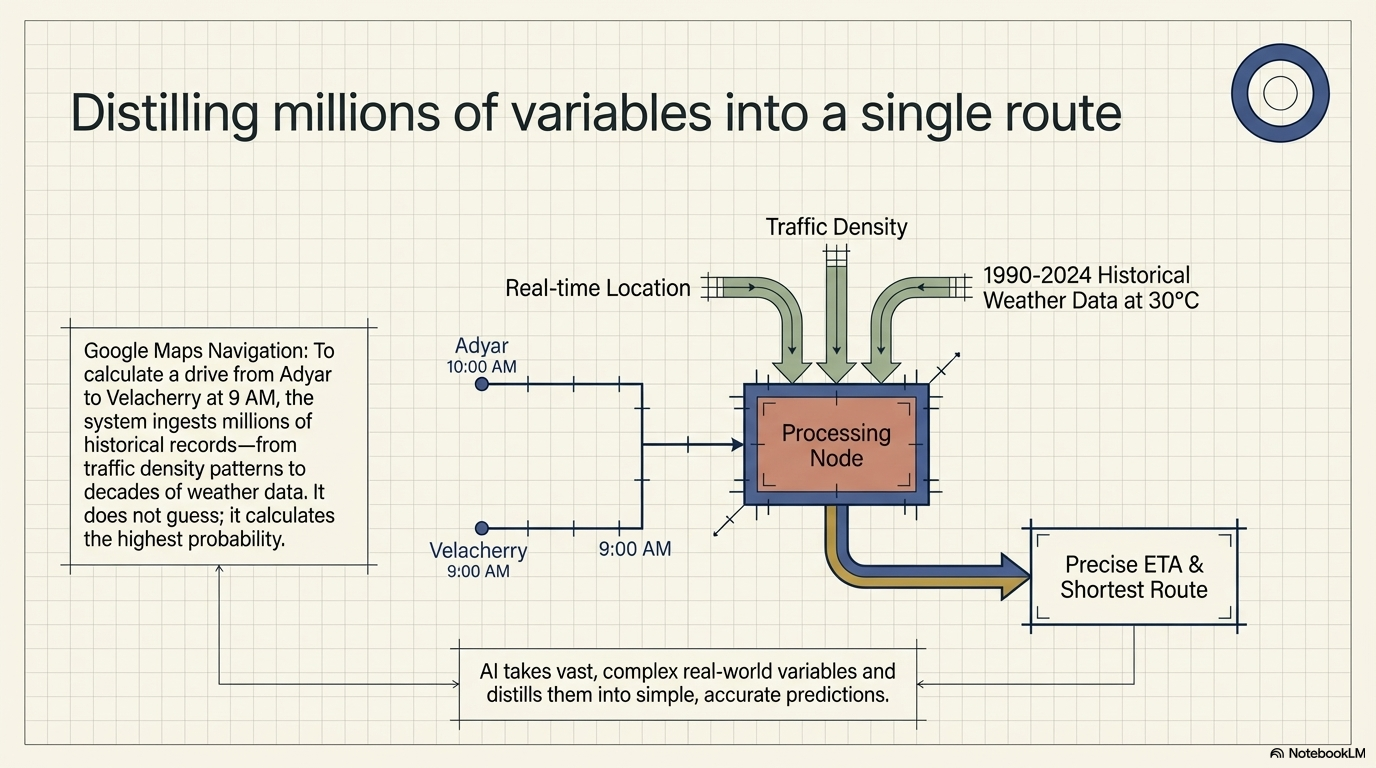 Distilling millions of variables into a single route
Traffic Density
Real-time Location
1990-2024 Historical
Weather Data at 30°C
Google Maps Navigation: To
calculate a drive from Adyar
to Velacherry at 9 AM, the
system ingests millions of
historical records—from
traffic density patterns to
decades of weather data. It
does not guess; it calculates
the highest probability.
Adyar
10:00 AM
Velacherry
9:00 AM
9:00 AM
Processing
Node
Precise ETA &
Shortest Route
AI takes vast, complex real-world variables and
distills them into simple, accurate predictions.
NotebookLM